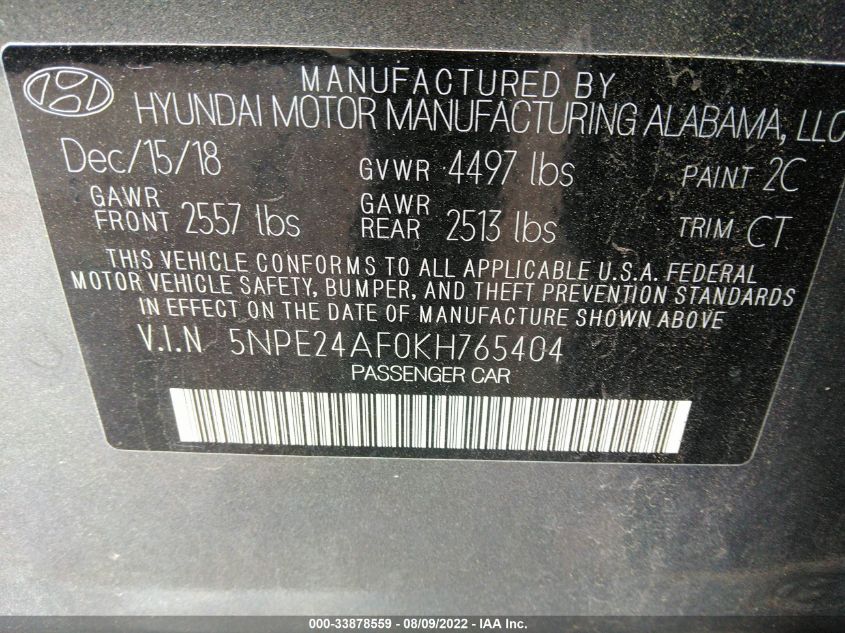 MANUFACTURED BY
HYUNDAI MOTOR MANUFACTURING ALABAMA, LLC
Dec/15/18 GVWR 4497 lbs PAINT 2C
GAWR FRONT 2557 lbs GAWR REAR 2513 lbs TRIM CT
THIS VEHICLE CONFORMS TO ALL APPLICABLE U.S.A. FEDERAL
MOTOR VEHICLE SAFETY, BUMPER, AND THEFT PREVENTION STANDARDS
IN EFFECT ON THE DATE OF MANUFACTURE SHOWN ABOVE.
V.I.N 5NPE24AF0KH765404
PASSENGER CAR
000-33878559 - 08/09/2022 - IAA Inc.